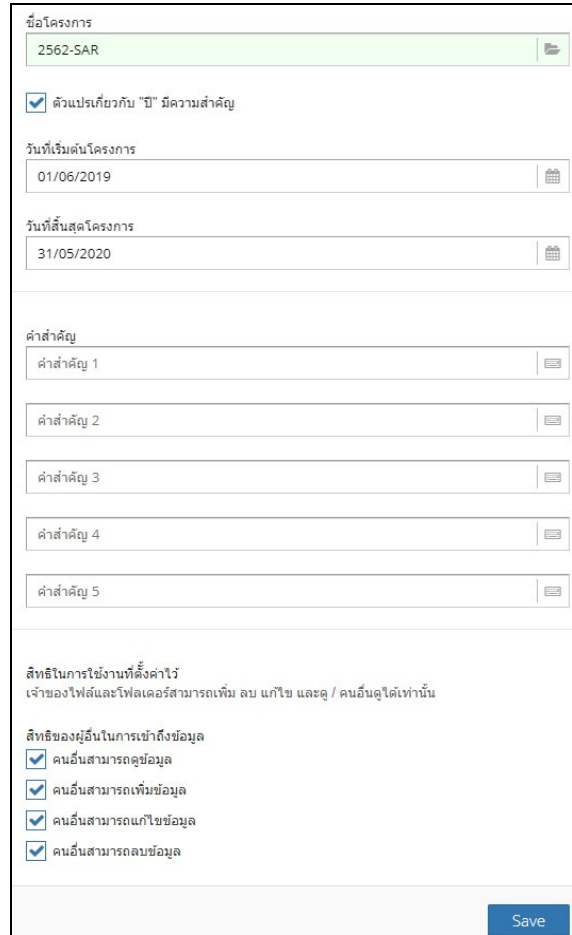 ชื่อโครงการ
2562-SAR
ตัวแปรเกี่ยวกับ "ปี" มีความสำคัญ
วันที่เริ่มต้นโครงการ
01/06/2019
วันที่สิ้นสุดโครงการ
31/05/2020
คำสำคัญ
คำสำคัญ 1
คำสำคัญ 2
คำสำคัญ 3
คำสำคัญ 4
คำสำคัญ 5
สิทธิในการใช้งานที่ตั้งค่าไว้
เจ้าของไฟล์และโฟลเดอร์สามารถเพิ่ม ลบ แก้ไข และดู / คนอื่นดูได้เท่านั้น
สิทธิของผู้อื่นในการเข้าถึงข้อมูล
คนอื่นสามารถดูข้อมูล
คนอื่นสามารถเพิ่มข้อมูล
คนอื่นสามารถแก้ไขข้อมูล
คนอื่นสามารถลบข้อมูล
Save